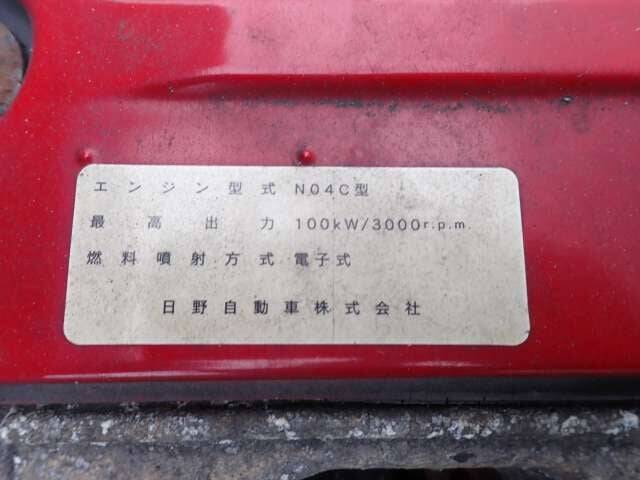 エンジン型式 N04C型
最高出力 100kW/3000r.p.m.
燃料噴射方式 電子式
日野自動車株式会社